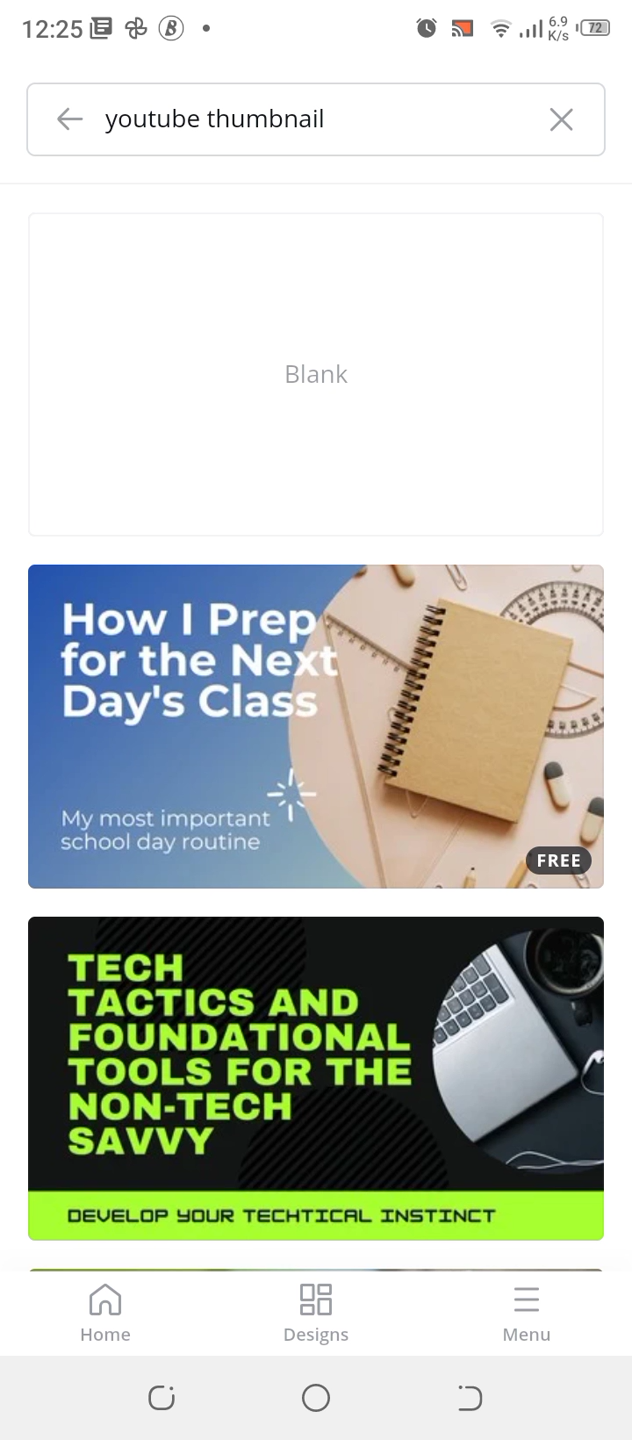 12:25
6.9
K/s
72
youtube thumbnail
Blank
How I Prep
for the Next
Day's Class
My most important
school day routine
FREE
TECH
TACTICS AND
FOUNDATIONAL
TOOLS FOR THE
NON-TECH
SAVVY
DEVELOP YOUR TECHTICAL INSTINCT
Home
Designs
Menu